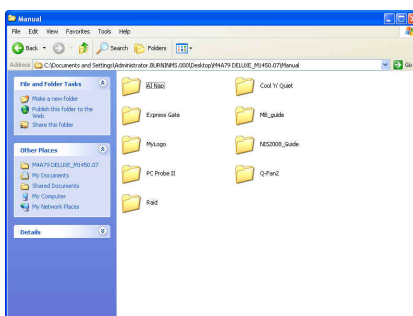 Manual
File Edit View Favorites Tools Help
Back Search Folders
Address C:\Documents and Settings\Administrator.BURNINMS.000\Desktop\M4A79 DELUXE_M1450.07\Manual Go
File and Folder Tasks
Make a new folder
Publish this folder to the
Web
Share this folder
Other Places
M4A79 DELUXE_M1450.07
My Documents
Shared Documents
My Computer
My Network Places
Details
AI Nap
Cool 'n' Quiet
Express Gate
MB_guide
MyLogo
NIS2008_Guide
PC Probe II
Q-Fan2
Raid